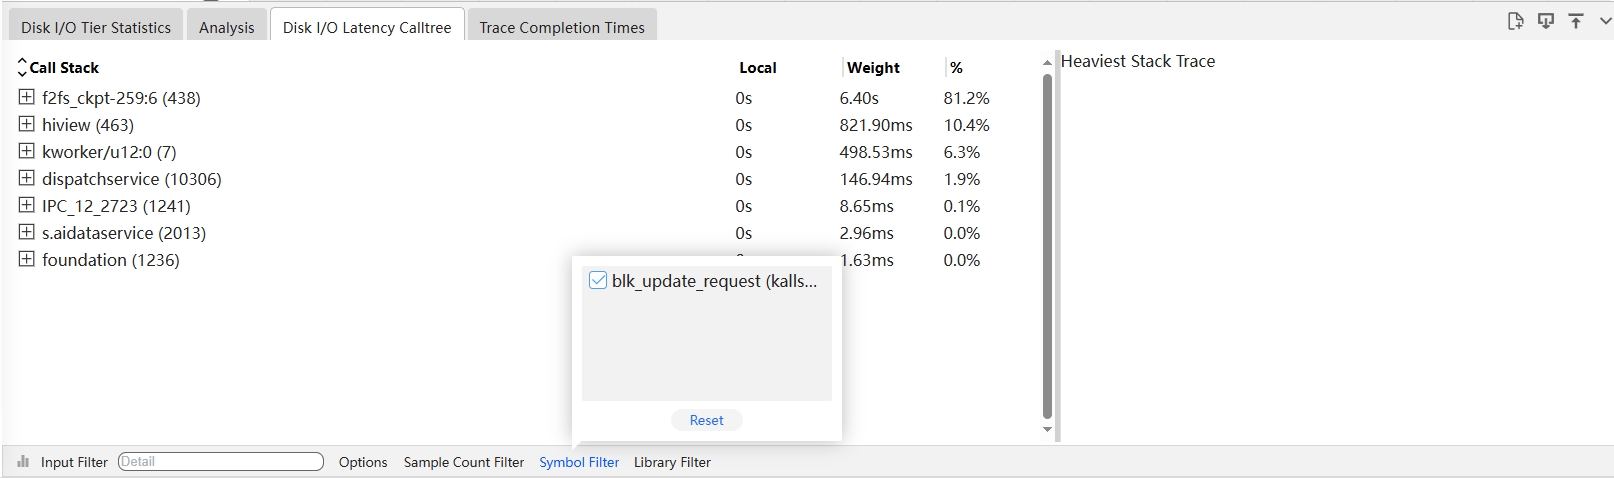 Disk I/O Tier Statistics Analysis Disk I/O Latency Calltree Trace Completion Times
Call Stack Local Weight %
f2fs_ckpt-259:6 (438) 0s 6.40s 81.2%
hiview (463) 0s 821.90ms 10.4%
kworker/u12:0 (7) 0s 498.53ms 6.3%
dispatchservice (10306) 0s 146.94ms 1.9%
IPC_12_2723 (1241) 0s 8.65ms 0.1%
s.aidataservice (2013) 0s 2.96ms 0.0%
foundation (1236) 1.63ms 0.0%
Heaviest Stack Trace
blk_update_request (kalls...
Reset
Input Filter Detail Options Sample Count Filter Symbol Filter Library Filter